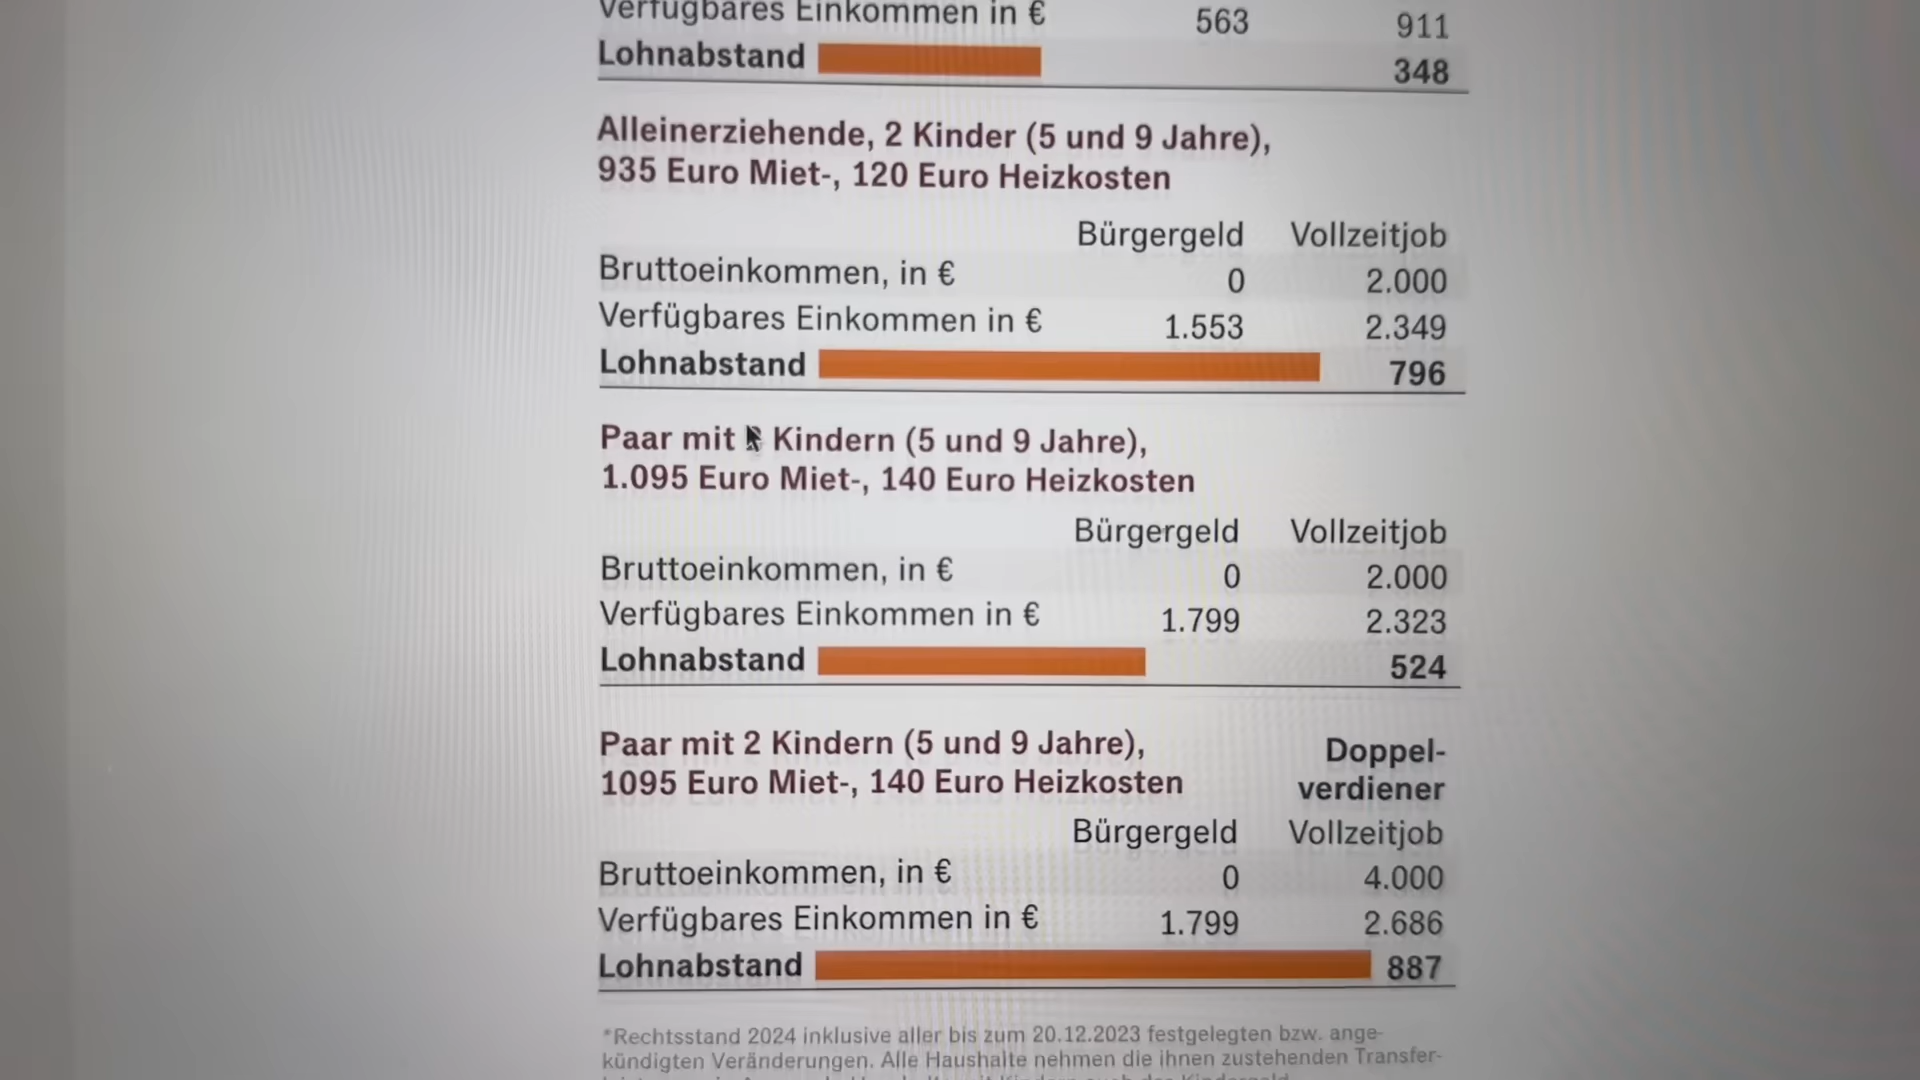 Verfügbares Einkommen in € 563 911
Lohnabstand 348
Alleinerziehende, 2 Kinder (5 und 9 Jahre),
935 Euro Miet-, 120 Euro Heizkosten
Bürgergeld Vollzeitjob
Bruttoeinkommen, in € 0 2.000
Verfügbares Einkommen in € 1.553 2.349
Lohnabstand 796
Paar mit Kindern (5 und 9 Jahre),
1.095 Euro Miet-, 140 Euro Heizkosten
Bürgergeld Vollzeitjob
Bruttoeinkommen, in € 0 2.000
Verfügbares Einkommen in € 1.799 2.323
Lohnabstand 524
Paar mit 2 Kindern (5 und 9 Jahre),
1095 Euro Miet-, 140 Euro Heizkosten
Doppel-
verdiener
Bürgergeld Vollzeitjob
Bruttoeinkommen, in € 0 4.000
Verfügbares Einkommen in € 1.799 2.686
Lohnabstand 887
*Rechtsstand 2024 inklusive aller bis zum 20.12.2023 festgelegten bzw. ange-
kündigten Veränderungen. Alle Haushalte nehmen die ihnen zustehenden Transfer-